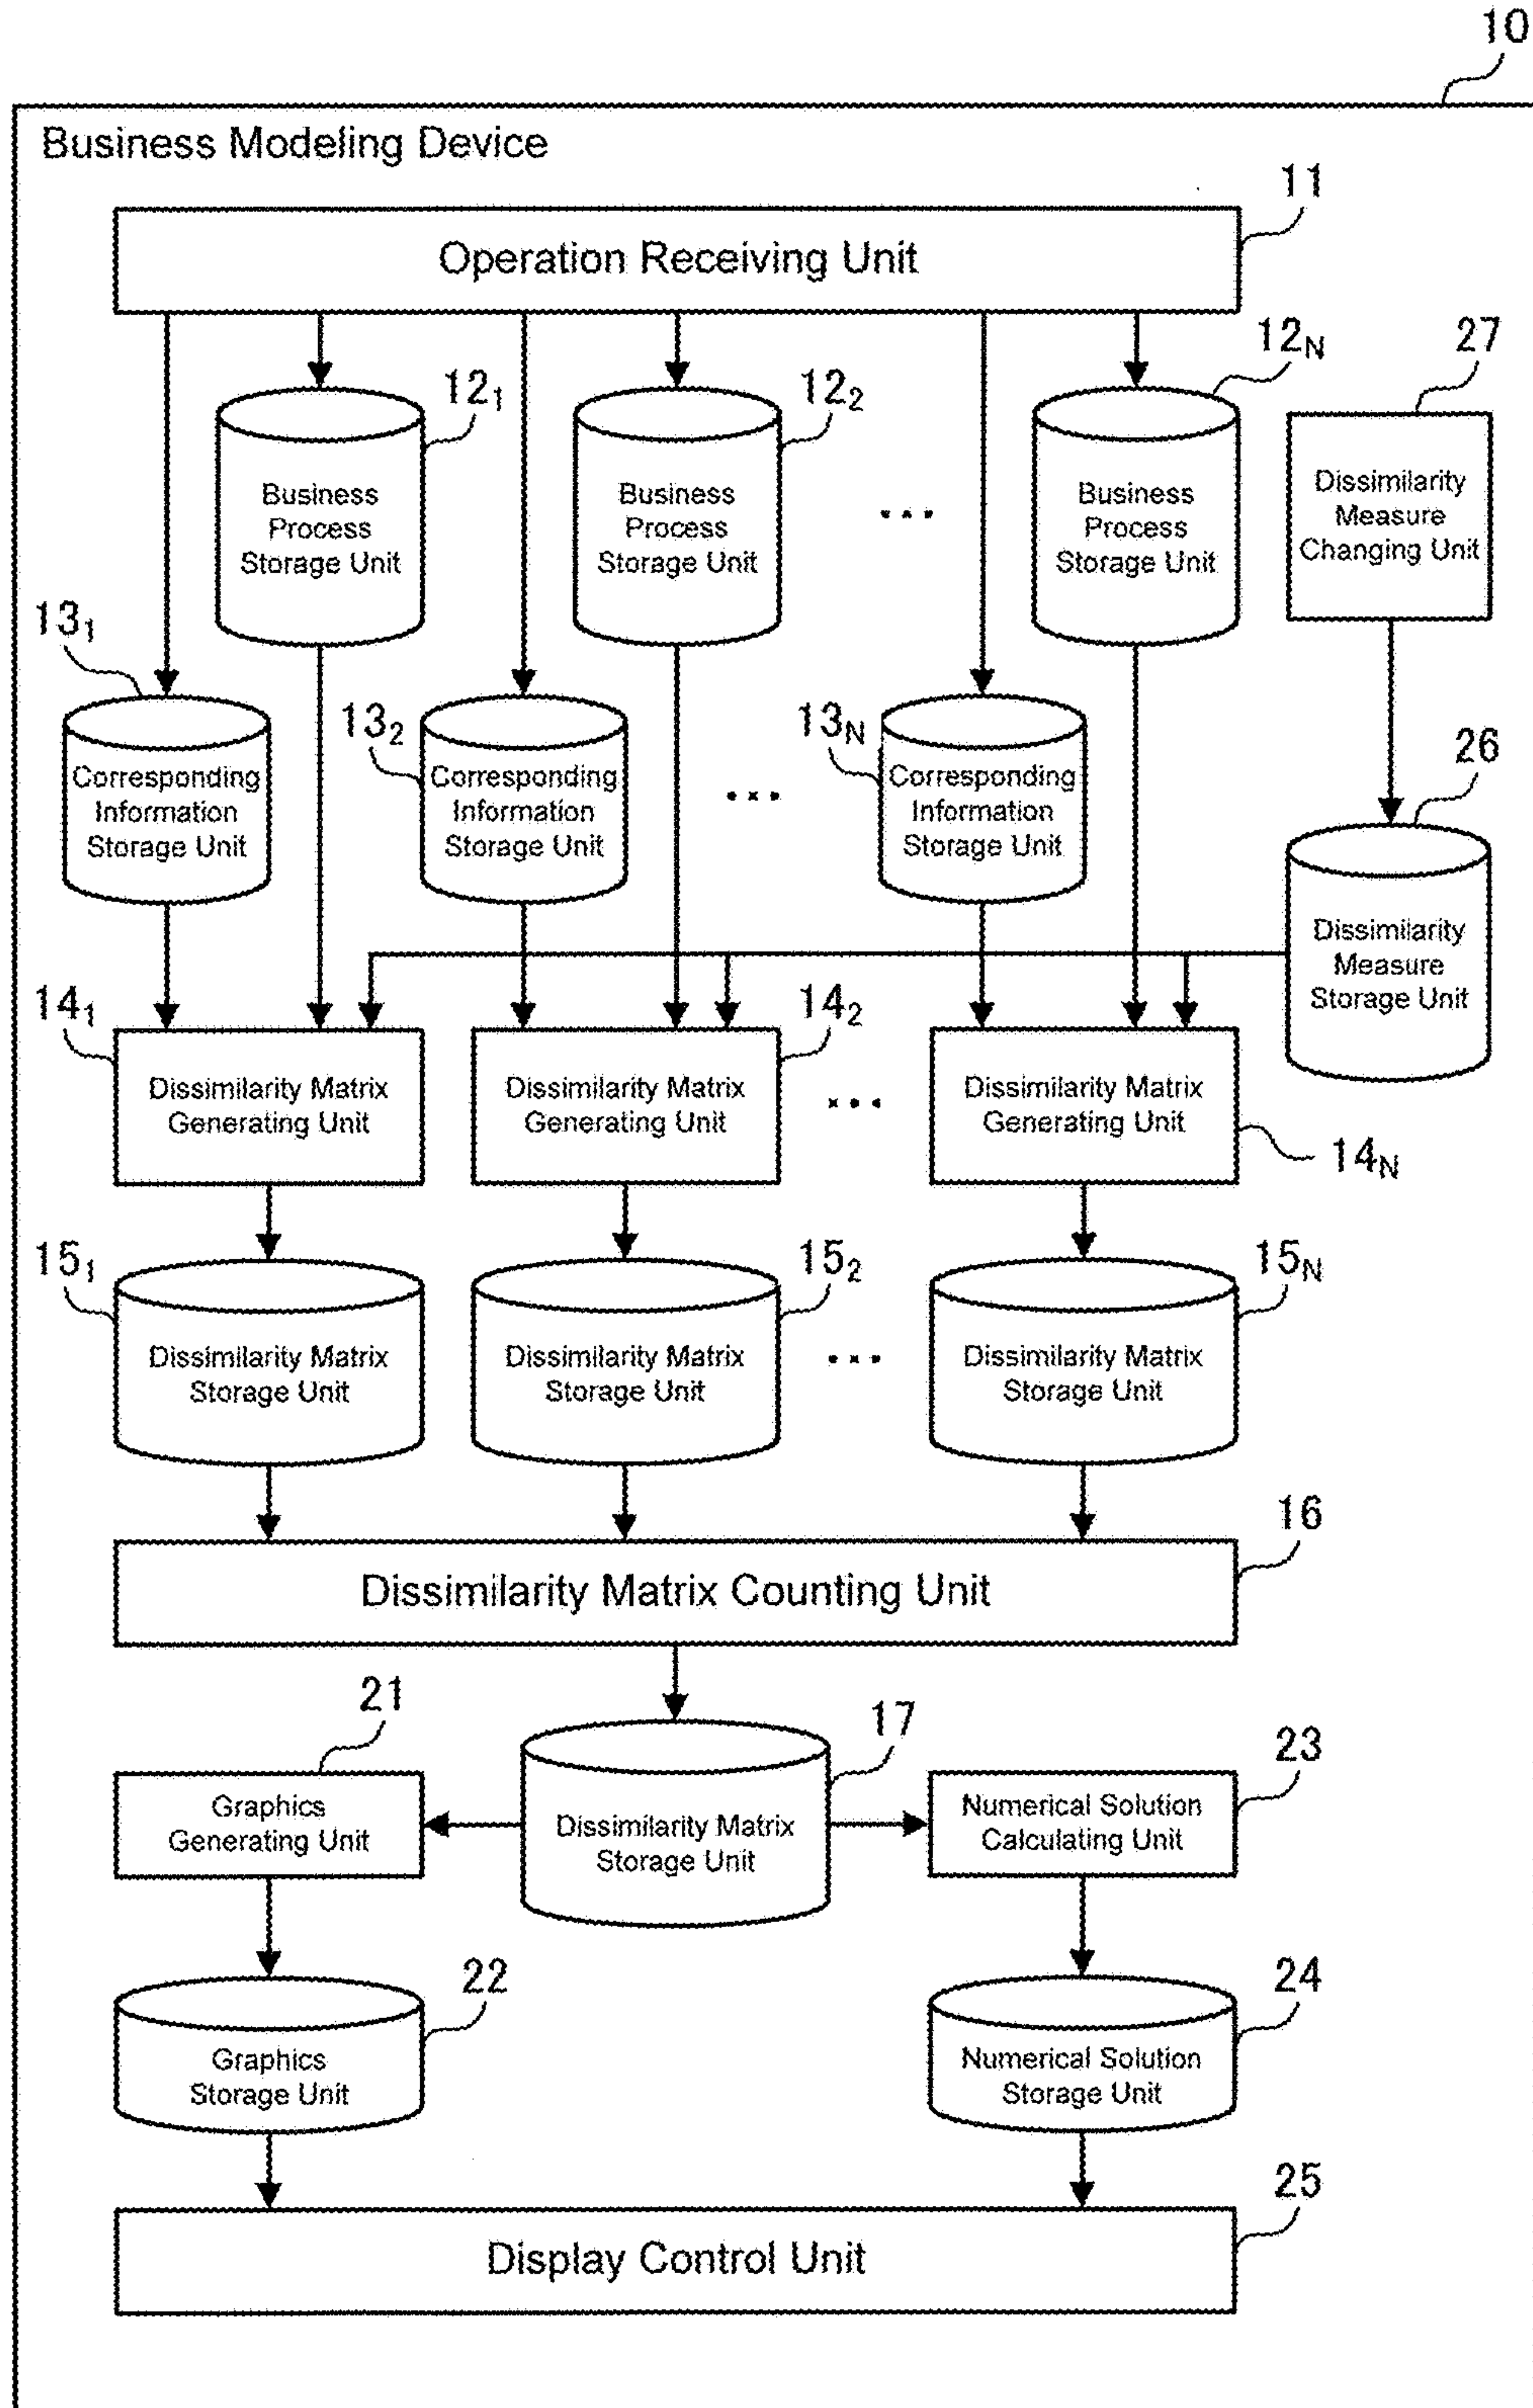 10
Business Modeling Device
11
Operation Receiving Unit
12₁
12₂
12N
27
Business
Process
Storage Unit
Business
Process
Storage Unit
...
Business
Process
Storage Unit
Dissimilarity
Measure
Changing Unit
13₁
13₂
13N
26
Corresponding
Information
Storage Unit
Corresponding
Information
Storage Unit
...
Corresponding
Information
Storage Unit
Dissimilarity
Measure
Storage Unit
14₁
14₂
14N
Dissimilarity Matrix
Generating Unit
Dissimilarity Matrix
Generating Unit
...
Dissimilarity Matrix
Generating Unit
15₁
15₂
15N
Dissimilarity Matrix
Storage Unit
Dissimilarity Matrix
Storage Unit
...
Dissimilarity Matrix
Storage Unit
16
Dissimilarity Matrix Counting Unit
21
17
23
Graphics
Generating Unit
Dissimilarity Matrix
Storage Unit
Numerical Solution
Calculating Unit
22
24
Graphics
Storage Unit
Numerical Solution
Storage Unit
25
Display Control Unit